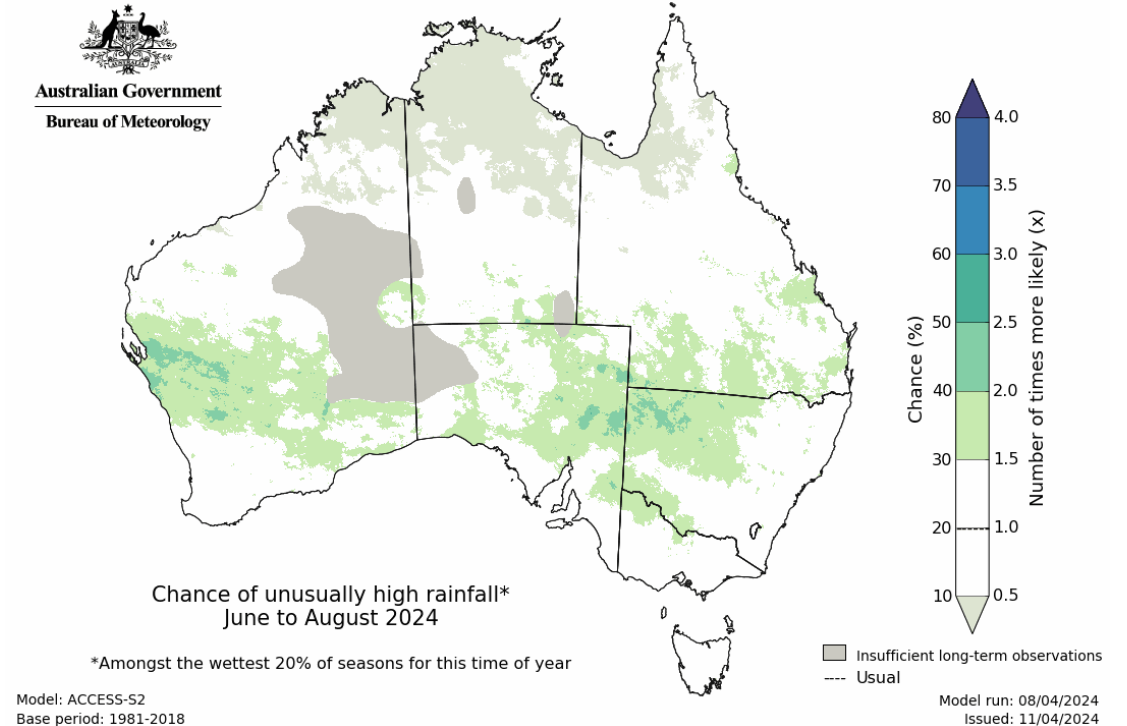 Australian Government
Bureau of Meteorology
80
70
60
50
40
30
20
10
Chance (%)
4.0
3.5
3.0
2.5
2.0
1.5
1.0
0.5
Number of times more likely (x)
Chance of unusually high rainfall*
June to August 2024
*Amongst the wettest 20% of seasons for this time of year
Insufficient long-term observations
Usual
Model: ACCESS-S2
Base period: 1981-2018
Model run: 08/04/2024
Issued: 11/04/2024